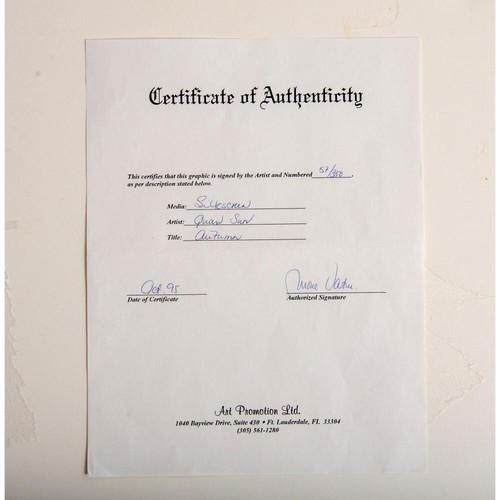 Certificate of Authenticity
This certifies that this graphic is signed by the Artist and Numbered 57/350,
as per description stated below.
Media: Silkscreen
Artist: Quan Sun
Title: Autumn
95
Date of Certificate
Authorized Signature
Art Promotion Ltd.
1040 Bayview Drive, Suite 430 • Ft. Lauderdale, FL 33304
(305) 561-1280